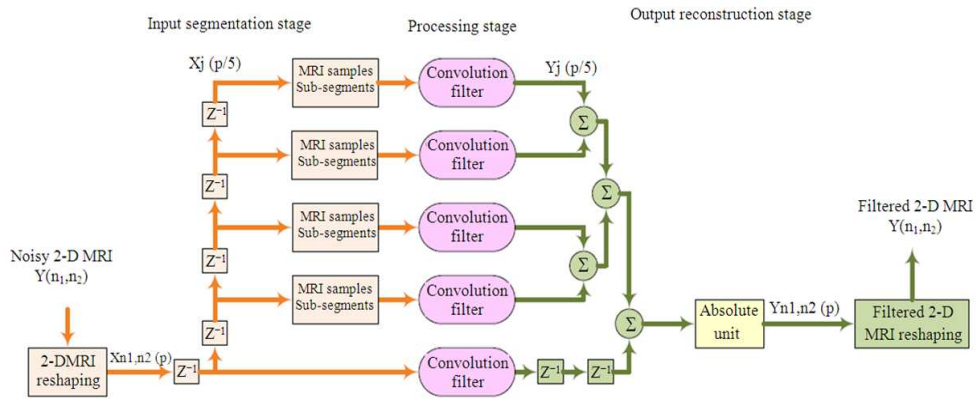 Input segmentation stage
Processing stage
Output reconstruction stage
Xj (p/5)
MRI samples
Sub-segments
Convolution
filter
Yj (p/5)
Z⁻¹
Σ
MRI samples
Sub-segments
Convolution
filter
Z⁻¹
Σ
MRI samples
Sub-segments
Convolution
filter
Z⁻¹
Σ
MRI samples
Sub-segments
Convolution
filter
Z⁻¹
Σ
Noisy 2-D MRI
Y(n₁,n₂)
2-DMRI
reshaping
Xn1,n2 (p)
Z⁻¹
Convolution
filter
Z⁻¹
Z⁻¹
Absolute
unit
Yn1,n2 (p)
Filtered 2-D
MRI reshaping
Filtered 2-D MRI
Y(n₁,n₂)